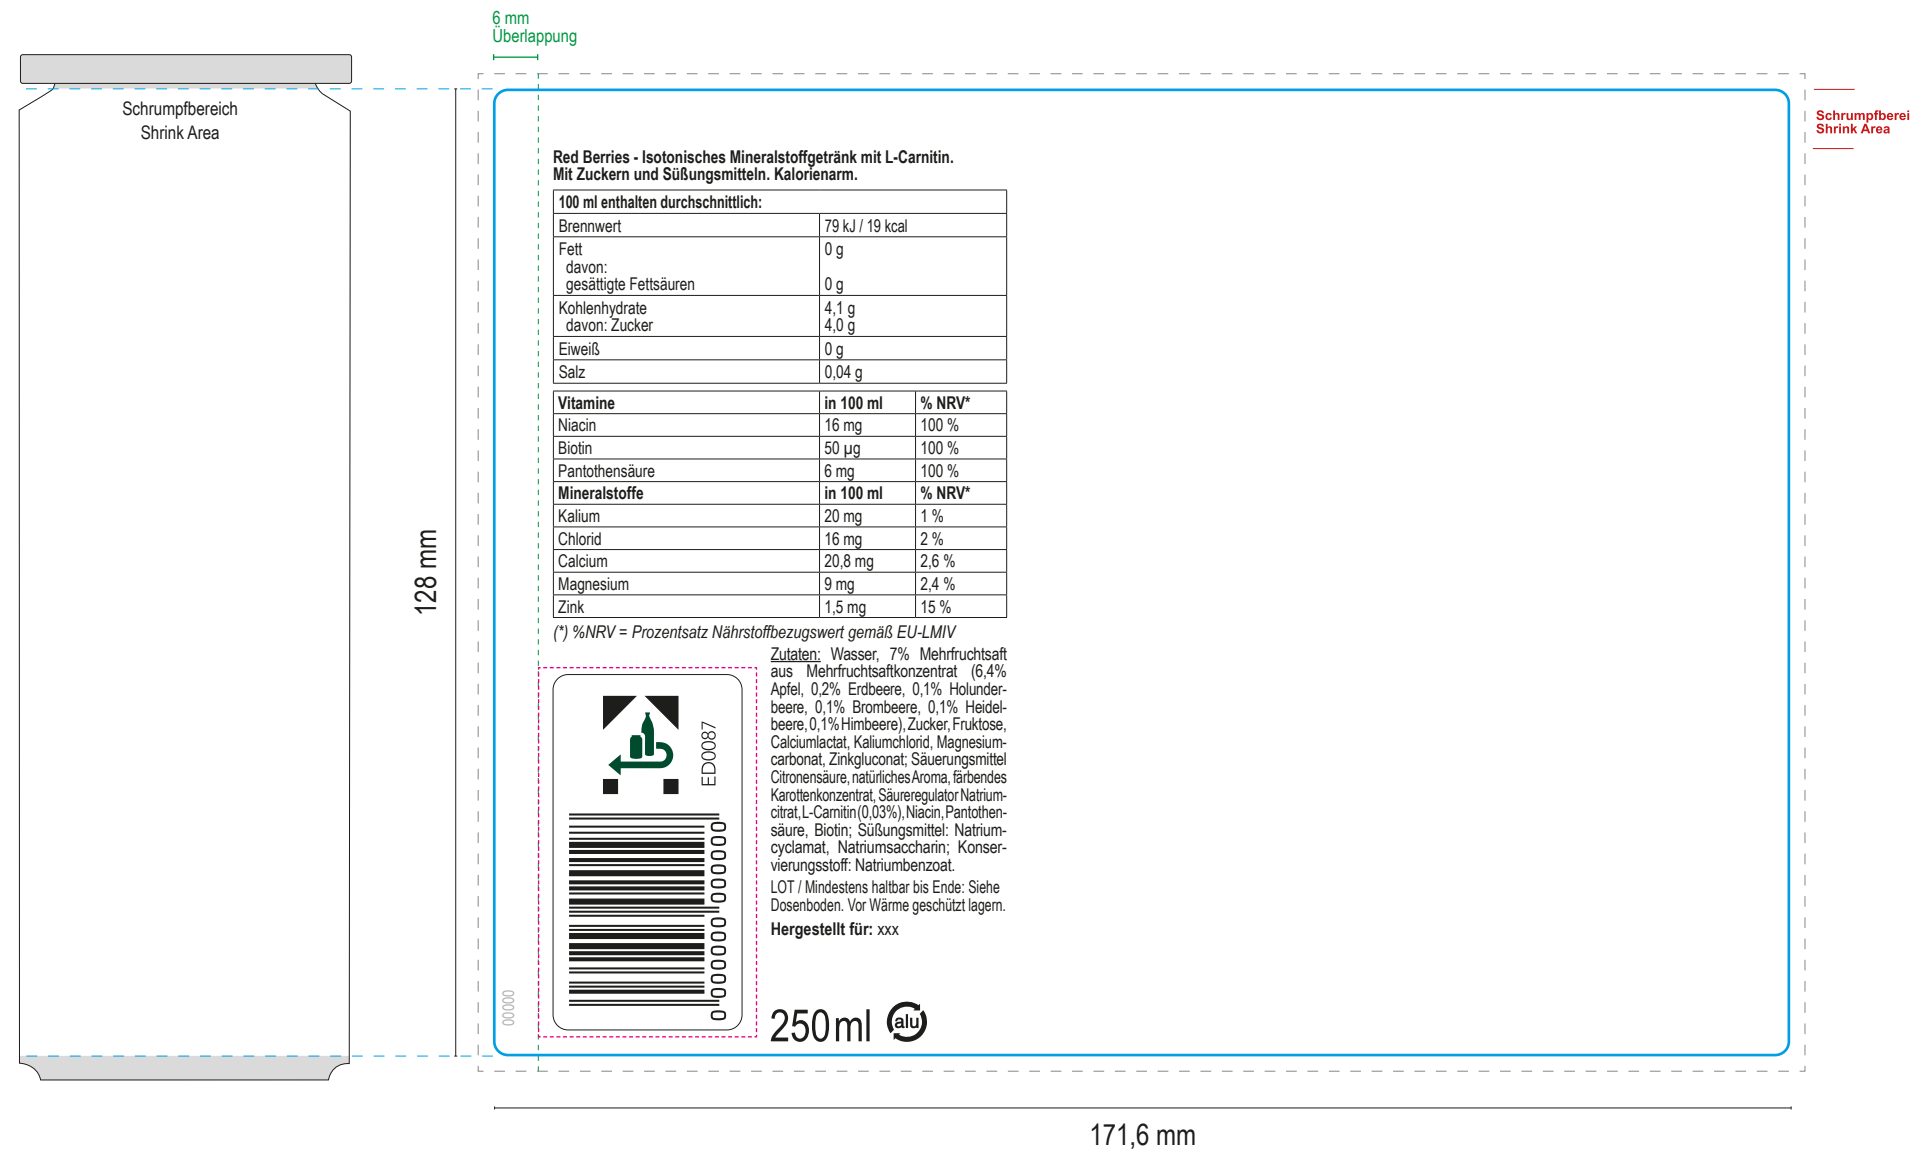 6 mm
Überlappung
Schrumpfbereich
Shrink Area
Schrumpfberei
Shrink Area
Red Berries - Isotonisches Mineralstoffgetränk mit L-Carnitin.
Mit Zuckern und Süßungsmitteln. Kalorienarm.
100 ml enthalten durchschnittlich:
Brennwert 79 kJ / 19 kcal
Fett 0 g
davon:
gesättigte Fettsäuren 0 g
Kohlenhydrate 4,1 g
davon: Zucker 4,0 g
Eiweiß 0 g
Salz 0,04 g
Vitamine in 100 ml % NRV*
Niacin 16 mg 100 %
Biotin 50 µg 100 %
Pantothensäure 6 mg 100 %
Mineralstoffe in 100 ml % NRV*
Kalium 20 mg 1 %
Chlorid 16 mg 2 %
Calcium 20,8 mg 2,6 %
Magnesium 9 mg 2,4 %
Zink 1,5 mg 15 %
(*) %NRV = Prozentsatz Nährstoffbezugswert gemäß EU-LMIV
128 mm
Zutaten: Wasser, 7% Mehrfruchtsaft
aus Mehrfruchtsaftkonzentrat (6,4%
Apfel, 0,2% Erdbeere, 0,1% Holunder-
beere, 0,1% Brombeere, 0,1% Heidel-
beere, 0,1% Himbeere), Zucker, Fruktose,
Calciumlactat, Kaliumchlorid, Magnesium-
carbonat, Zinkgluconat; Säuerungsmittel
Citronensäure, natürliches Aroma, färbendes
Karottenkonzentrat, Säureregulator Natrium-
citrat, L-Carnitin (0,03%), Niacin, Pantothen-
säure, Biotin; Süßungsmittel: Natrium-
cyclamat, Natriumsaccharin; Konser-
vierungsstoff: Natriumbenzoat.
LOT / Mindestens haltbar bis Ende: Siehe
Dosenboden. Vor Wärme geschützt lagern.
Hergestellt für: xxx
ED0087
0 000000 000000
00000
250 ml
alu
171,6 mm